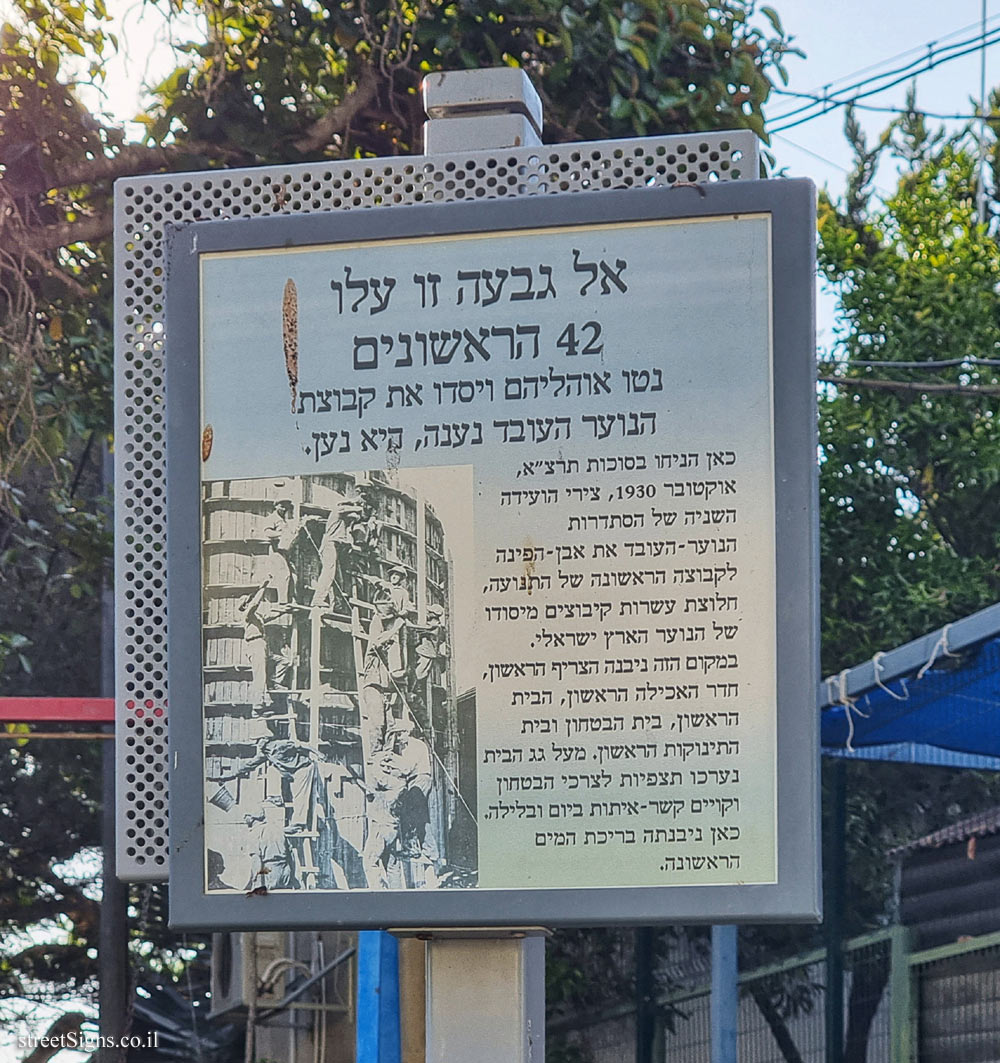 אל גבעה זו עלו
42 הראשונים
נטו אוהליהם ויסדו את קבוצת
הנוער העובד נענה, היא נען.
כאן הניחו בסוכות תרצ״א,
אוקטובר 1930, צירי הועידה
השניה של הסתדרות
הנוער-העובד את אבן-הפינה
לקבוצה הראשונה של התנועה,
חלוצת עשרות קיבוצים מיסודו
של הנוער הארץ ישראלי.
במקום הזה ניבנה הצריף הראשון,
חדר האכילה הראשון, הבית
הראשון, בית הבטחון ובית
התינוקות הראשון. מעל גג הבית
נערכו תצפיות לצרכי הבטחון
וקויים קשר-איתות ביום ובלילה.
כאן ניבנתה בריכת המים
הראשונה.
streetSigns.co.il